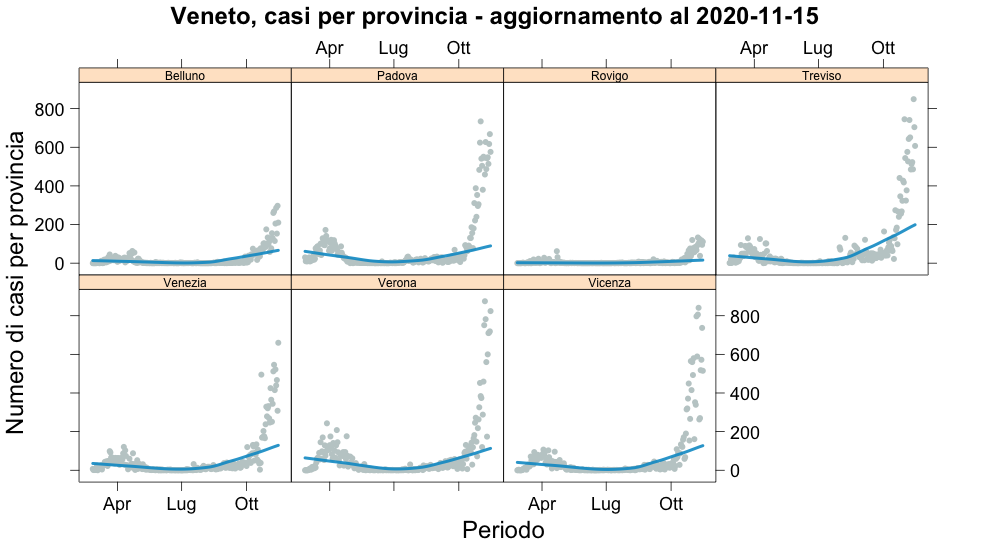 Veneto, casi per provincia - aggiornamento al 2020-11-15
Apr Lug Ott Apr Lug Ott
Belluno Padova Rovigo Treviso
800
600
400
200
0
Numero di casi per provincia
Venezia Verona Vicenza
800
600
400
200
0
Apr Lug Ott Apr Lug Ott
Periodo